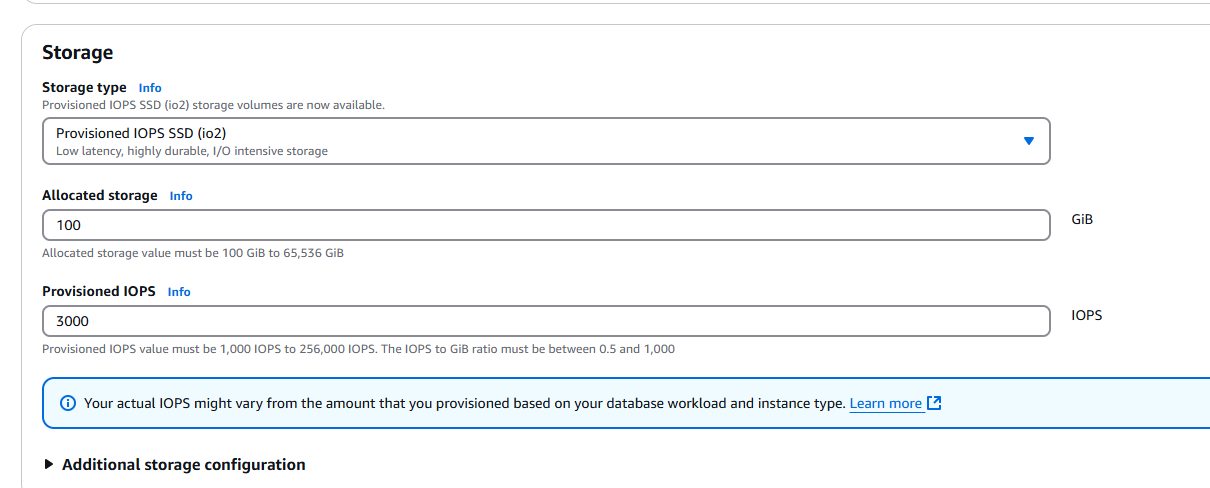 Storage
Storage type Info
Provisioned IOPS SSD (io2) storage volumes are now available.
Provisioned IOPS SSD (io2)
Low latency, highly durable, I/O intensive storage
Allocated storage Info
100
GiB
Allocated storage value must be 100 GiB to 65,536 GiB
Provisioned IOPS Info
3000
IOPS
Provisioned IOPS value must be 1,000 IOPS to 256,000 IOPS. The IOPS to GiB ratio must be between 0.5 and 1,000
Your actual IOPS might vary from the amount that you provisioned based on your database workload and instance type. Learn more
Additional storage configuration